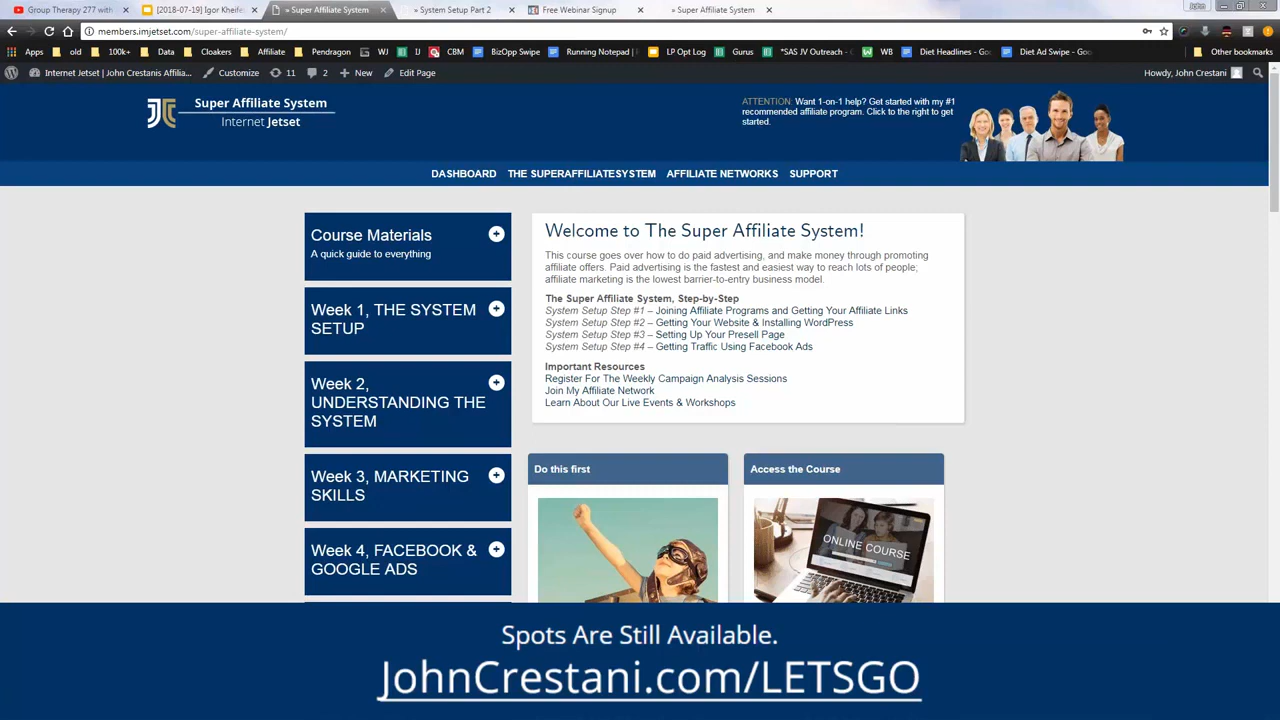 Group Therapy 277 with
[2018-07-19] Igor Kheife
» Super Affiliate System
» System Setup Part 2
Free Webinar Signup
» Super Affiliate System
John
members.imjetset.com/super-affiliate-system/
Apps
old
100k+
Data
Cloakers
Affiliate
Pendragon
WJ
IJ
CBM
BizOpp Swipe
Running Notepad
LP Opt Log
Gurus
*SAS JV Outreach - G
WB
Diet Headlines - Go
Diet Ad Swipe - Goo
Other bookmarks
Internet Jetset | John Crestanis Affilia...
Customize
11
2
New
Edit Page
Howdy, John Crestani
Super Affiliate System
Internet Jetset
ATTENTION: Want 1-on-1 help? Get started with my #1
recommended affiliate program. Click to the right to get
started.
DASHBOARD
THE SUPERAFFILIATESYSTEM
AFFILIATE NETWORKS
SUPPORT
Course Materials
A quick guide to everything
Week 1, THE SYSTEM
SETUP
Week 2,
UNDERSTANDING THE
SYSTEM
Week 3, MARKETING
SKILLS
Week 4, FACEBOOK &
GOOGLE ADS
Welcome to The Super Affiliate System!
This course goes over how to do paid advertising, and make money through promoting
affiliate offers. Paid advertising is the fastest and easiest way to reach lots of people;
affiliate marketing is the lowest barrier-to-entry business model.
The Super Affiliate System, Step-by-Step
System Setup Step #1 – Joining Affiliate Programs and Getting Your Affiliate Links
System Setup Step #2 – Getting Your Website & Installing WordPress
System Setup Step #3 – Setting Up Your Presell Page
System Setup Step #4 – Getting Traffic Using Facebook Ads
Important Resources
Register For The Weekly Campaign Analysis Sessions
Join My Affiliate Network
Learn About Our Live Events & Workshops
Do this first
Access the Course
ONLINE COURSE
Spots Are Still Available.
JohnCrestani.com/LETSGO